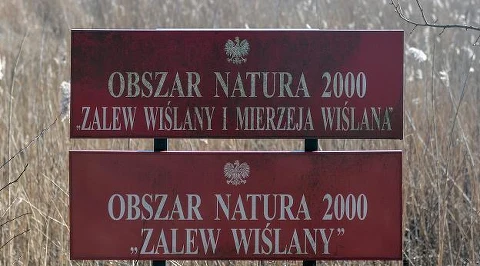 OBSZAR NATURA 2000
„ZALEW WIŚLANY I MIERZEJA WIŚLANA”
OBSZAR NATURA 2000
„ZALEW WIŚLANY”